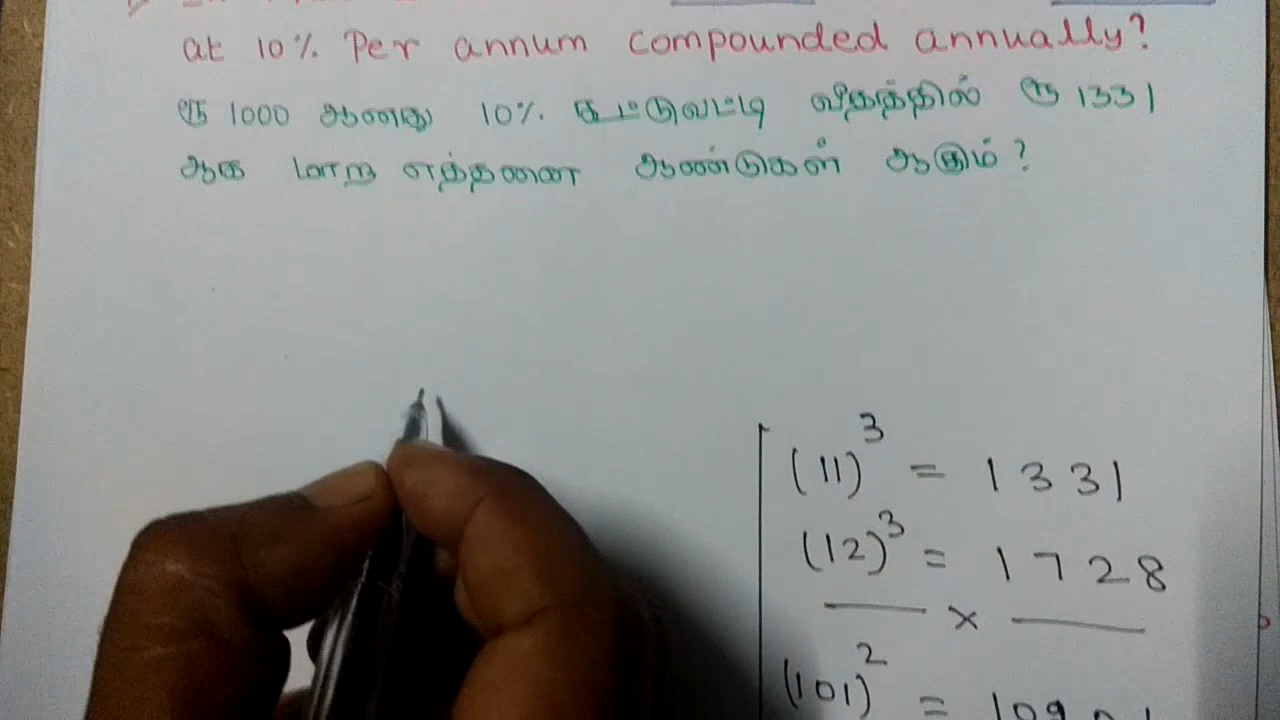 at 10% Per annum compounded annually?
ரூ 1000 ஆனது 10% கூட்டுவட்டி வீதத்தில் ரூ 1331
ஆக மாற எத்தனை ஆண்டுகள் ஆகும்?
(11)³ = 1331
(12)³ = 1728
×
(101)² =